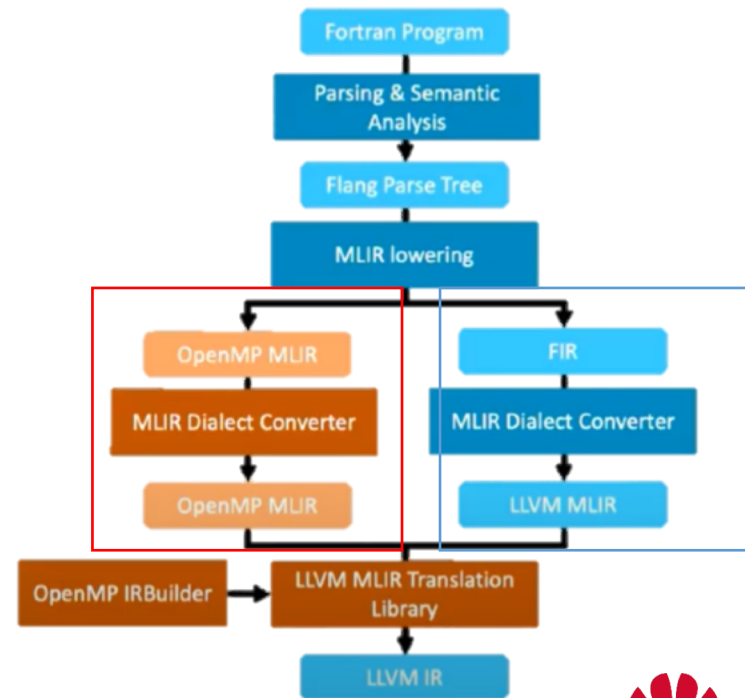 Fortran Program
Parsing & Semantic
Analysis
Flang Parse Tree
MLIR lowering
OpenMP MLIR
FIR
MLIR Dialect Converter
MLIR Dialect Converter
OpenMP MLIR
LLVM MLIR
OpenMP IRBuilder
LLVM MLIR Translation
Library
LLVM IR